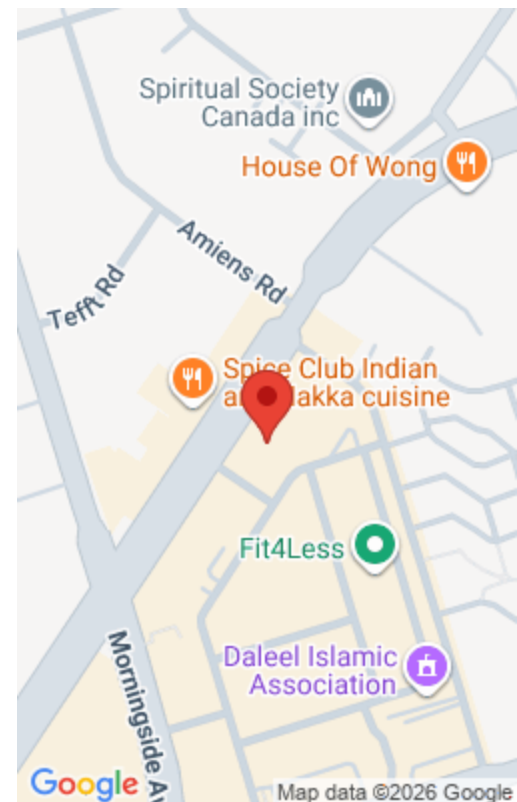 Spiritual Society
Canada inc
House Of Wong
Amiens Rd
Tefft Rd
Spice Club Indian
a akka cuisine
Fit4Less
Daleel Islamic
Association
Morningside Av
Google
Map data ©2026 Google